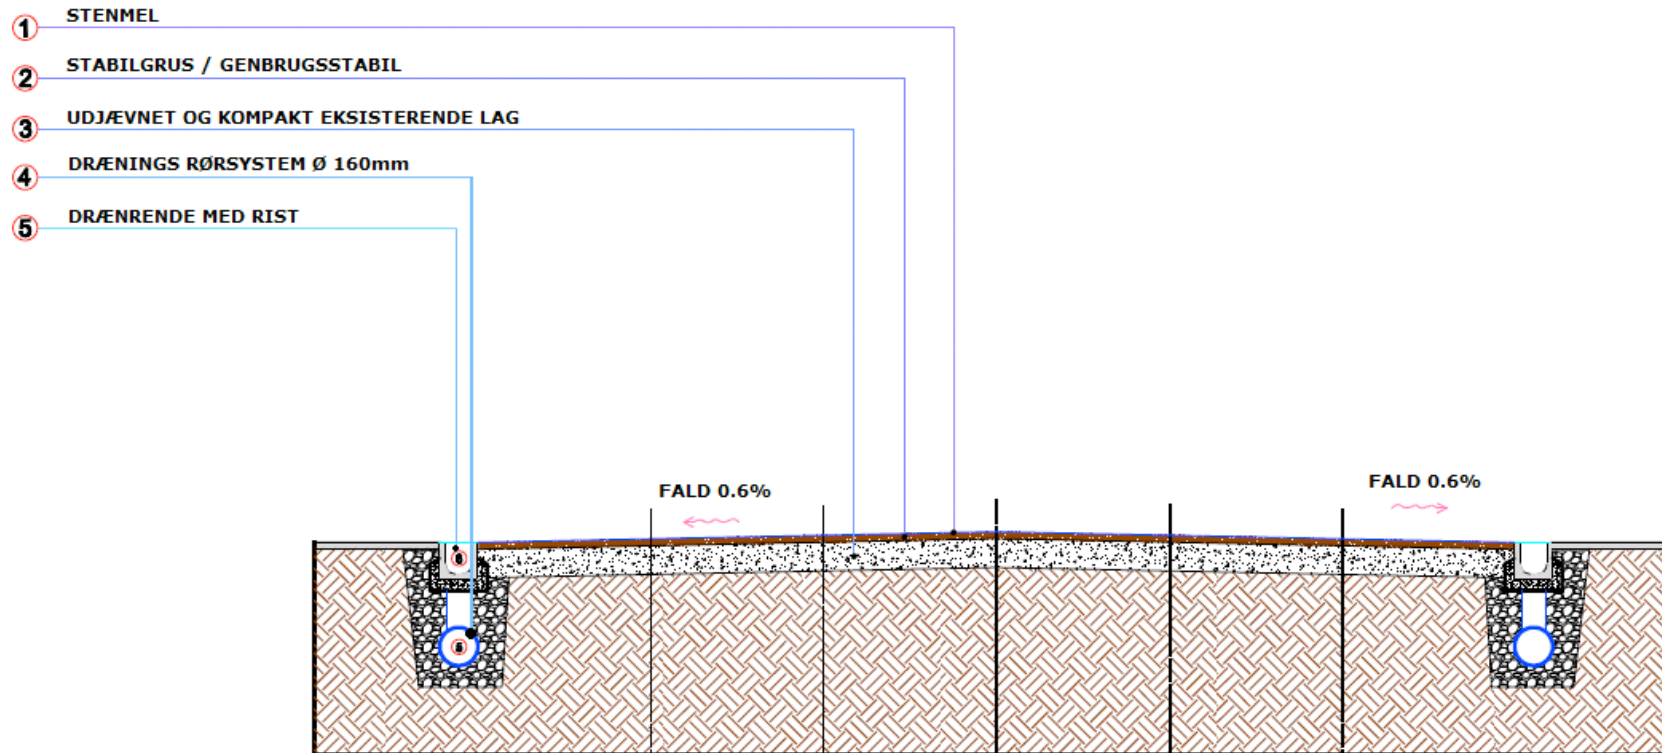 1 STENMEL
2 STABILGRUS / GENBRUGSSTABIL
3 UDJÆVNET OG KOMPAKT EKSISTERENDE LAG
4 DRÆNINGS RØRSYSTEM Ø 160mm
5 DRÆNRENDE MED RIST
FALD 0.6%
FALD 0.6%